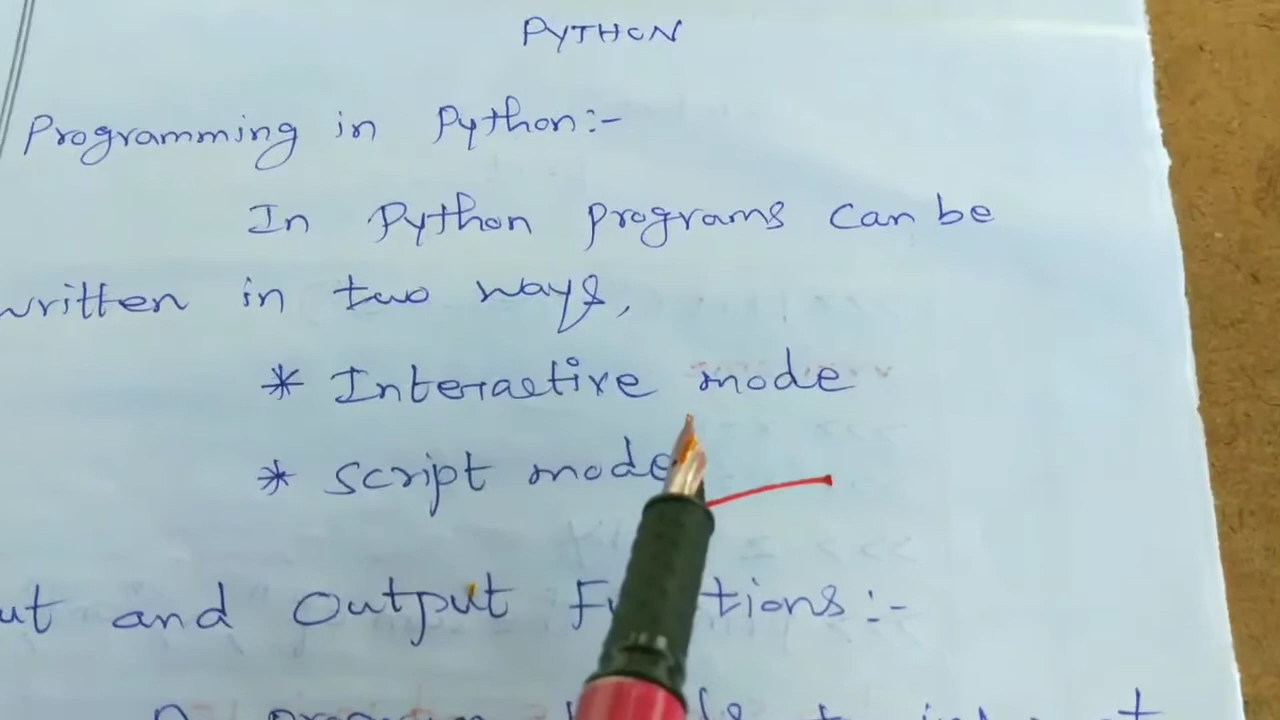 PYTHON
Programming in Python:-
In Python programs can be
written in two ways,
* Interactive mode
* Script mode
and Output